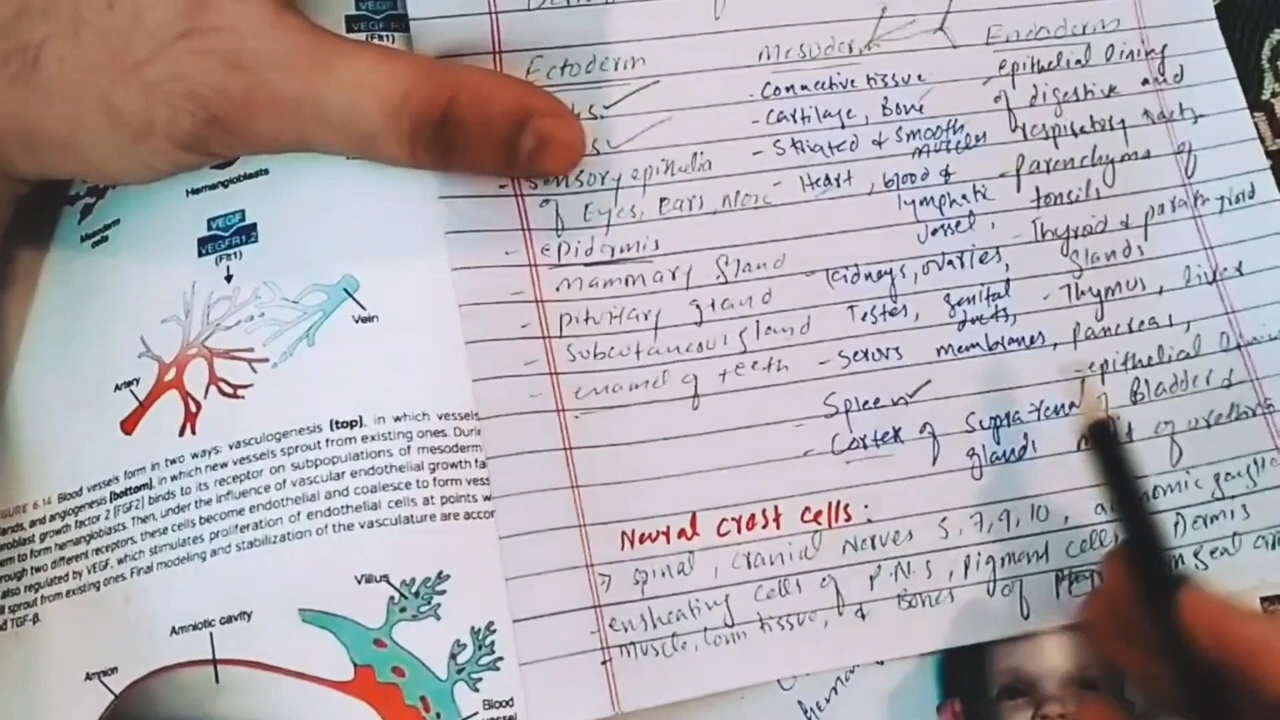 VEGF
VEGF-R1
(Flt1)
Hemangioblasts
Mesoderm
cells
VEGF
VEGFR1,2
(Flt1)
Vein
Artery
Blood vessels form in two ways: vasculogenesis (top), in which vessels
and angiogenesis (bottom), in which new vessels sprout from existing ones.
roblast growth factor 2 (FGF2) binds to its receptor on subpopulations of mesoderm
to form hemangioblasts. Then, under the influence of vascular endothelial growth
two different receptors, these cells become endothelial and coalesce to form
also regulated by VEGF, which stimulates proliferation of endothelial cells at points
sprout from existing ones. Final modeling and stabilization of the vasculature are
TGF-β.
Villus
Amniotic cavity
Amnion
Blood
Ectoderm
- Sensory epithelia
of Eyes, Ears, Nose
- epidermis
- mammary gland
- pituitary gland
- subcutaneous gland
- enamel of teeth
Mesoderm
- Connective tissue
- Cartilage, Bone
- Striated & smooth
muscles
- Heart, blood &
lymphatic
vessel,
- Kidneys, ovaries,
Testes, genital
ducts,
- serous membranes,
- Spleen
- Cortex of Supra-renal
glands
Endoderm
- epithelial lining
of digestive and
respiratory tracts
- Parenchyma of
tonsils
- Thyroid & parathyroid
glands
- Thymus, liver
pancreas,
- epithelial
of Bladder &
of urethra
Neural crest cells:
spinal, cranial Nerves 5,7,9,10,
- ensheating cells of P.N.S, pigment cells Dermis
- muscle, conn tissue, & Bones of